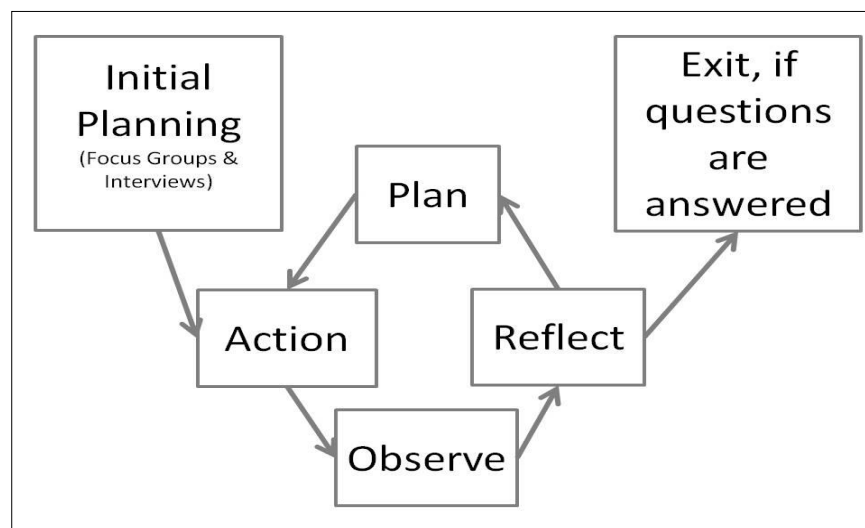 Initial
Planning
(Focus Groups &
Interviews)
Exit, if
questions
are
answered
Plan
Action
Reflect
Observe